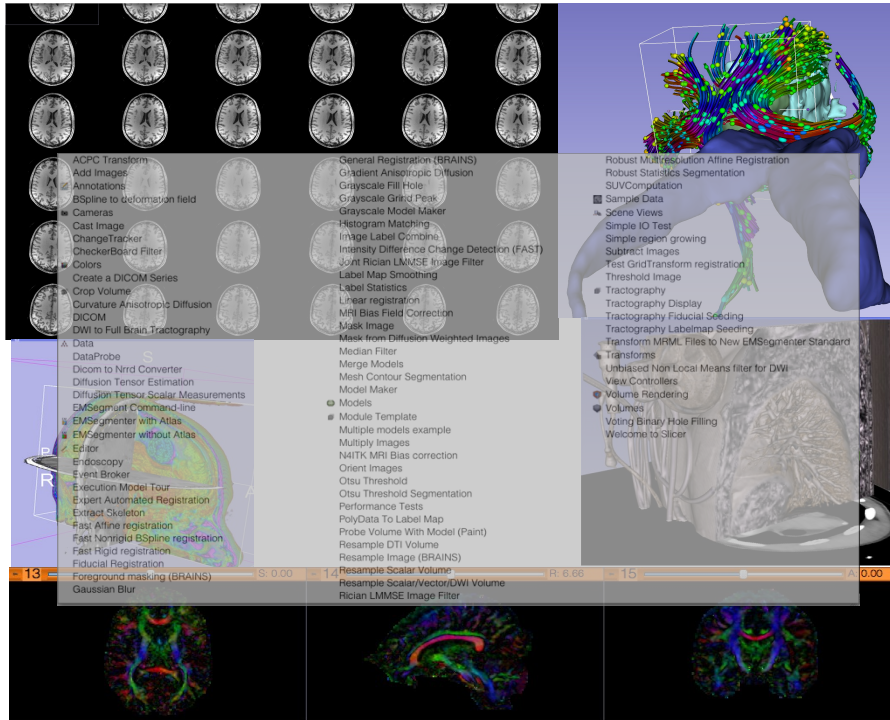 ACPC Transform
Add Images
Annotations
BSpline to deformation field
Cameras
Cast Image
ChangeTracker
CheckerBoard Filter
Colors
Create a DICOM Series
Crop Volume
Curvature Anisotropic Diffusion
DICOM
DWI to Full Brain Tractography
Data
DataProbe
Dicom to Nrrd Converter
Diffusion Tensor Estimation
Diffusion Tensor Scalar Measurements
EMSegment Command-line
EMSegmenter with Atlas
EMSegmenter without Atlas
Editor
Endoscopy
Event Broker
Execution Model Tour
Expert Automated Registration
Extract Skeleton
Fast Affine registration
Fast Nonrigid BSpline registration
Fast Rigid registration
Fiducial Registration
Foreground masking (BRAINS)
Gaussian Blur
General Registration (BRAINS)
Gradient Anisotropic Diffusion
Grayscale Fill Hole
Grayscale Grind Peak
Grayscale Model Maker
Histogram Matching
Image Label Combine
Intensity Difference Change Detection (FAST)
Joint Rician LMMSE Image Filter
Label Map Smoothing
Label Statistics
Linear registration
MRI Bias Field Correction
Mask Image
Mask from Diffusion Weighted Images
Median Filter
Merge Models
Mesh Contour Segmentation
Model Maker
Models
Module Template
Multiple models example
Multiply Images
N4ITK MRI Bias correction
Orient Images
Otsu Threshold
Otsu Threshold Segmentation
Performance Tests
PolyData To Label Map
Probe Volume With Model (Paint)
Resample DTI Volume
Resample Image (BRAINS)
Resample Scalar Volume
Resample Scalar/Vector/DWI Volume
Rician LMMSE Image Filter
Robust Multiresolution Affine Registration
Robust Statistics Segmentation
SUVComputation
Sample Data
Scene Views
Simple IO Test
Simple region growing
Subtract Images
Test GridTransform registration
Threshold Image
Tractography
Tractography Display
Tractography Fiducial Seeding
Tractography Labelmap Seeding
Transform MRML Files to New EMSegmenter Standard
Transforms
Unbiased Non Local Means filter for DWI
View Controllers
Volume Rendering
Volumes
Voting Binary Hole Filling
Welcome to Slicer
S
P
R
A
13 S: 0.00
14 R: 6.66
15 A: 0.00